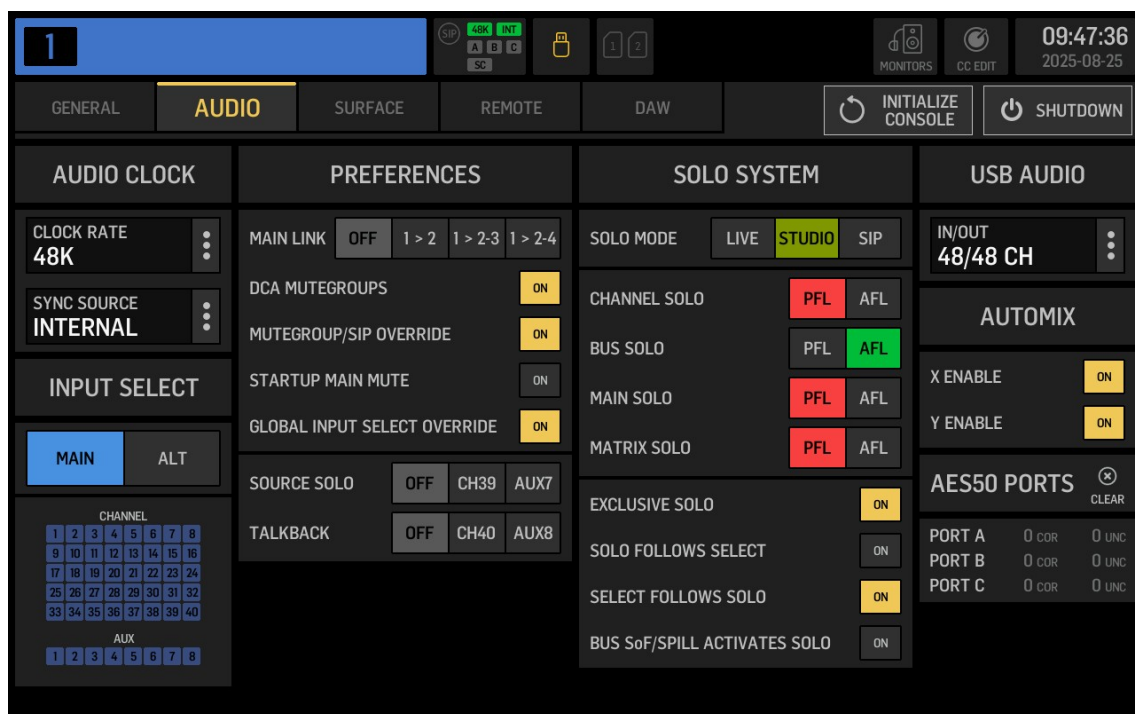 1
SIP
48K INT
A B C
SC
1 2
MONITORS
CC EDIT
09:47:36
2025-08-25
GENERAL
AUDIO
SURFACE
REMOTE
DAW
INITIALIZE
CONSOLE
SHUTDOWN
AUDIO CLOCK
CLOCK RATE
48K
SYNC SOURCE
INTERNAL
INPUT SELECT
MAIN ALT
CHANNEL
1 2 3 4 5 6 7 8
9 10 11 12 13 14 15 16
17 18 19 20 21 22 23 24
25 26 27 28 29 30 31 32
33 34 35 36 37 38 39 40
AUX
1 2 3 4 5 6 7 8
PREFERENCES
MAIN LINK OFF 1 > 2 1 > 2-3 1 > 2-4
DCA MUTEGROUPS ON
MUTEGROUP/SIP OVERRIDE ON
STARTUP MAIN MUTE ON
GLOBAL INPUT SELECT OVERRIDE ON
SOURCE SOLO OFF CH39 AUX7
TALKBACK OFF CH40 AUX8
SOLO SYSTEM
SOLO MODE LIVE STUDIO SIP
CHANNEL SOLO PFL AFL
BUS SOLO PFL AFL
MAIN SOLO PFL AFL
MATRIX SOLO PFL AFL
EXCLUSIVE SOLO ON
SOLO FOLLOWS SELECT ON
SELECT FOLLOWS SOLO ON
BUS SoF/SPILL ACTIVATES SOLO ON
USB AUDIO
IN/OUT
48/48 CH
AUTOMIX
X ENABLE ON
Y ENABLE ON
AES50 PORTS
CLEAR
PORT A 0 COR 0 UNC
PORT B 0 COR 0 UNC
PORT C 0 COR 0 UNC